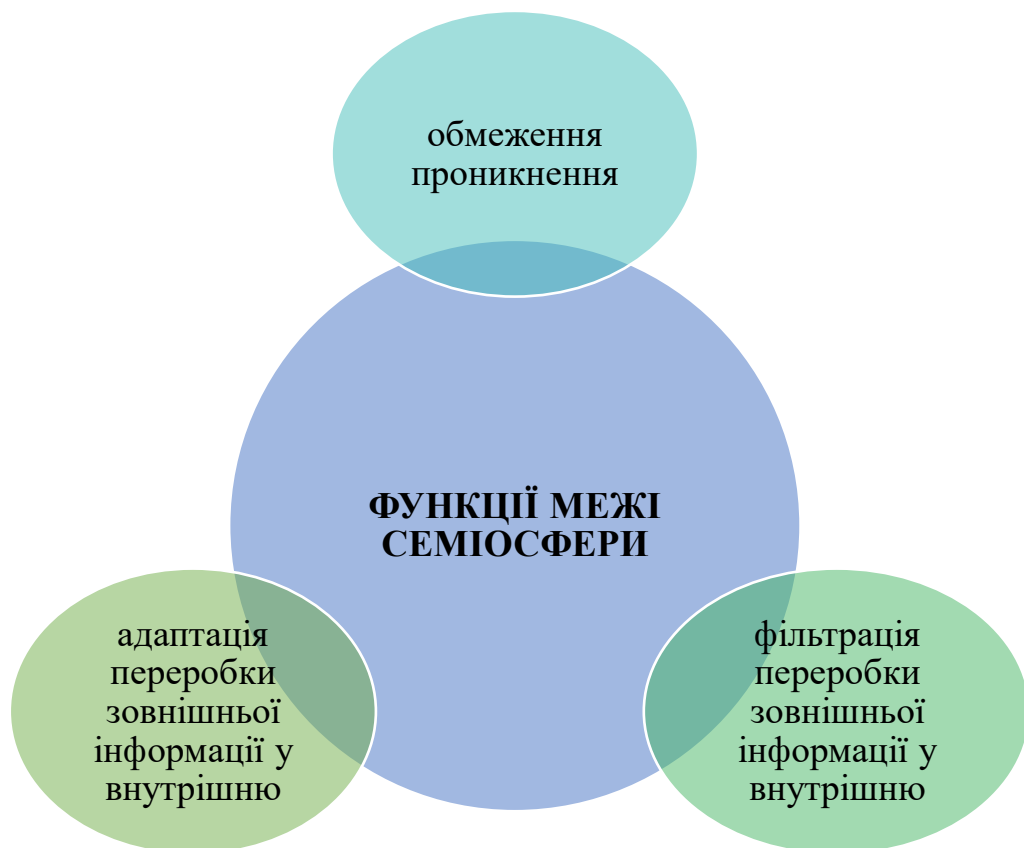 обмеження
проникнення
ФУНКЦІЇ МЕЖІ
СЕМІОСФЕРИ
адаптація
переробки
зовнішньої
інформації у
внутрішню
фільтрація
переробки
зовнішньої
інформації у
внутрішню